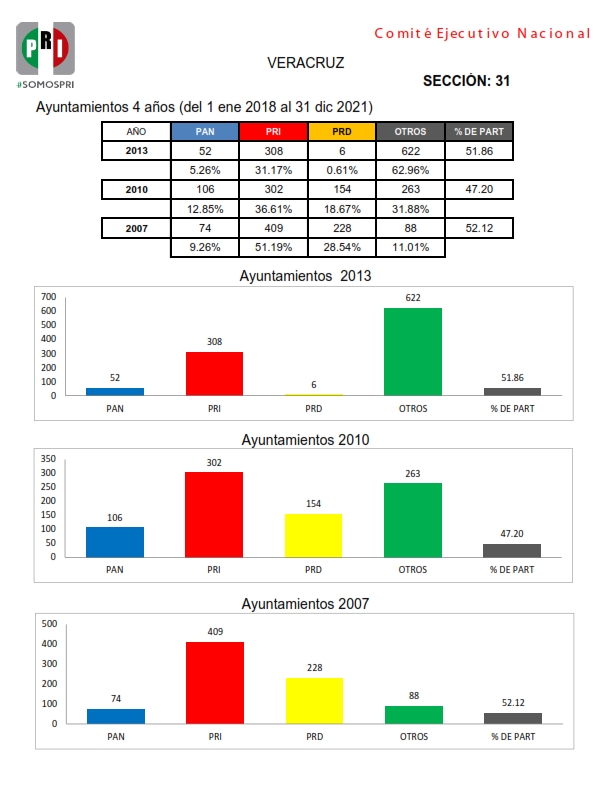 Comité Ejecutivo Nacional
PRI
#SOMOSPRI
VERACRUZ
SECCIÓN: 31
Ayuntamientos 4 años (del 1 ene 2018 al 31 dic 2021)
AÑO PAN PRI PRD OTROS % DE PART
2013 52 308 6 622 51.86
5.26% 31.17% 0.61% 62.96%
2010 106 302 154 263 47.20
12.85% 36.61% 18.67% 31.88%
2007 74 409 228 88 52.12
9.26% 51.19% 28.54% 11.01%
Ayuntamientos 2013
700
600
500
400
300
200
100
0
52 308 6 622 51.86
PAN PRI PRD OTROS % DE PART
Ayuntamientos 2010
350
300
250
200
150
100
50
0
106 302 154 263 47.20
PAN PRI PRD OTROS % DE PART
Ayuntamientos 2007
500
400
300
200
100
0
74 409 228 88 52.12
PAN PRI PRD OTROS % DE PART